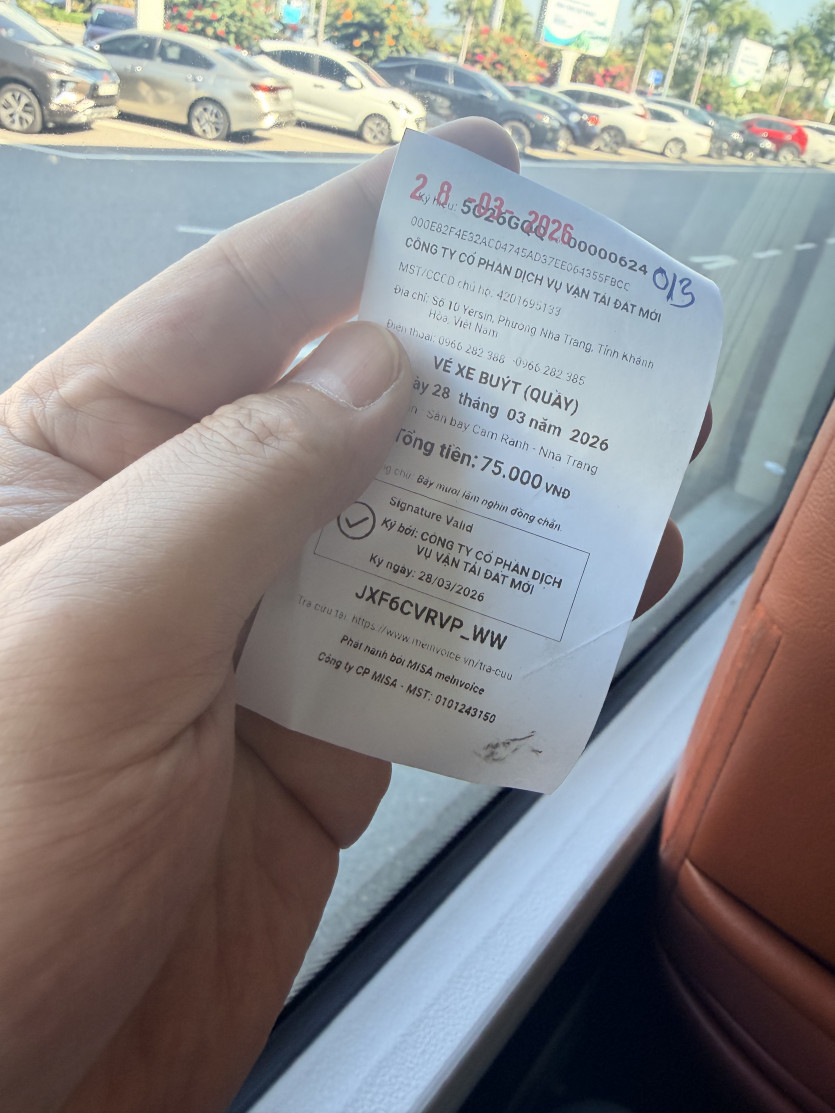 28-03-2026
Ký hiệu: 5G26GQQ 00000624
013
000E82F4E32AC04745AD37EE064355FBCC
CÔNG TY CỔ PHẦN DỊCH VỤ VẬN TẢI ĐẤT MỚI
MST/CCCD chủ hộ: 4201695133
Địa chỉ: Số 10 Yersin, Phường Nha Trang, Tỉnh Khánh
Hòa, Việt Nam
Điện thoại: 0966 282 388 -0966 282 385
VÉ XE BUÝT (QUẦY)
ày 28 tháng 03 năm 2026
Sân bay Cam Ranh - Nha Trang
Tổng tiền: 75.000 VNĐ
chữ: Bảy mươi lăm nghìn đồng chẵn.
Signature Valid
Ký bởi: CÔNG TY CỔ PHẦN DỊCH
VỤ VẬN TẢI ĐẤT MỚI
Ký ngày: 28/03/2026
JXF6CVRVP_WW
Tra cứu tại: https://www.meinvoice.vn/tra-cuu
Phát hành bởi MISA meInvoice
Công ty CP MISA - MST: 0101243150